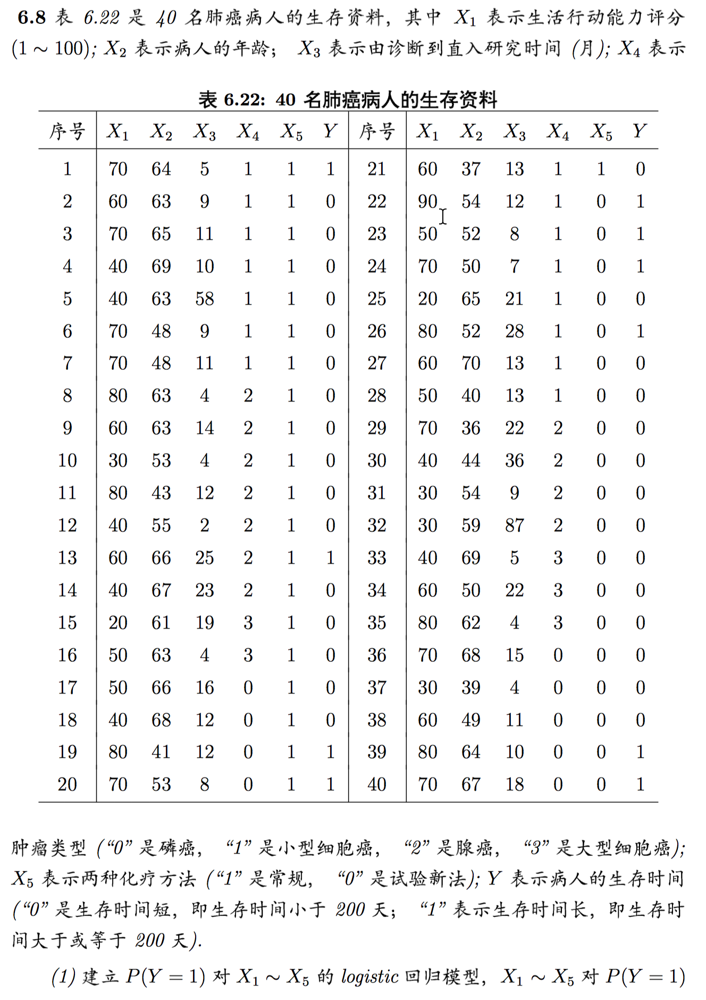 6.8 表 6.22 是 40 名肺癌病人的生存资料, 其中 X₁ 表示生活行动能力评分
(1 ∼ 100); X₂ 表示病人的年龄; X₃ 表示由诊断到直入研究时间 (月); X₄ 表示
表 6.22: 40 名肺癌病人的生存资料
序号 X₁ X₂ X₃ X₄ X₅ Y 序号 X₁ X₂ X₃ X₄ X₅ Y
1 70 64 5 1 1 1 21 60 37 13 1 1 0
2 60 63 9 1 1 0 22 90 54 12 1 0 1
3 70 65 11 1 1 0 23 50 52 8 1 0 1
4 40 69 10 1 1 0 24 70 50 7 1 0 1
5 40 63 58 1 1 0 25 20 65 21 1 0 0
6 70 48 9 1 1 0 26 80 52 28 1 0 1
7 70 48 11 1 1 0 27 60 70 13 1 0 0
8 80 63 4 2 1 0 28 50 40 13 1 0 0
9 60 63 14 2 1 0 29 70 36 22 2 0 0
10 30 53 4 2 1 0 30 40 44 36 2 0 0
11 80 43 12 2 1 0 31 30 54 9 2 0 0
12 40 55 2 2 1 0 32 30 59 87 2 0 0
13 60 66 25 2 1 1 33 40 69 5 3 0 0
14 40 67 23 2 1 0 34 60 50 22 3 0 0
15 20 61 19 3 1 0 35 80 62 4 3 0 0
16 50 63 4 3 1 0 36 70 68 15 0 0 0
17 50 66 16 0 1 0 37 30 39 4 0 0 0
18 40 68 12 0 1 0 38 60 49 11 0 0 0
19 80 41 12 0 1 1 39 80 64 10 0 0 1
20 70 53 8 0 1 1 40 70 67 18 0 0 1
肿瘤类型 (“0” 是磷癌, “1” 是小型细胞癌, “2” 是腺癌, “3” 是大型细胞癌);
X₅ 表示两种化疗方法 (“1” 是常规, “0” 是试验新法); Y 表示病人的生存时间
(“0” 是生存时间短, 即生存时间小于 200 天; “1” 表示生存时间长, 即生存时
间大于或等于 200 天).
(1) 建立 P(Y = 1) 对 X₁ ∼ X₅ 的 logistic 回归模型, X₁ ∼ X₅ 对 P(Y = 1)